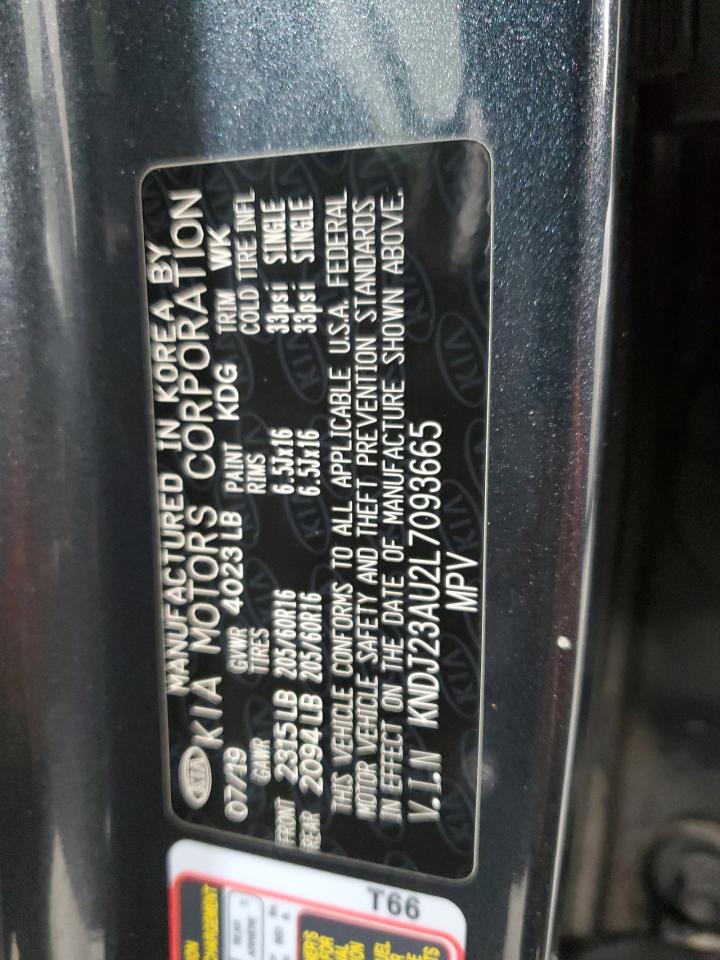 MANUFACTURED IN KOREA BY
KIA KIA MOTORS CORPORATION
07/19 GVWR 4023 LB PAINT KDG TRIM WK
GAWR TIRES RIMS COLD TIRE INFL
FRONT 2315 LB 205/60R16 6.5Jx16 33psi SINGLE
REAR 2094 LB 205/60R16 6.5Jx16 33psi SINGLE
THIS VEHICLE CONFORMS TO ALL APPLICABLE U.S.A. FEDERAL
MOTOR VEHICLE SAFETY AND THEFT PREVENTION STANDARDS
IN EFFECT ON THE DATE OF MANUFACTURE SHOWN ABOVE.
V.I.N KNDJ23AU2L7093665
MPV
T66